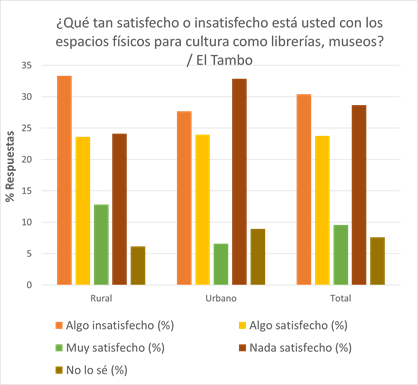 ¿Qué tan satisfecho o insatisfecho está usted con los
espacios físicos para cultura como librerías, museos?
/ El Tambo
35
30
25
20
15
10
5
0
% Respuestas
Rural
Urbano
Total
Algo insatisfecho (%)
Algo satisfecho (%)
Muy satisfecho (%)
Nada satisfecho (%)
No lo sé (%)